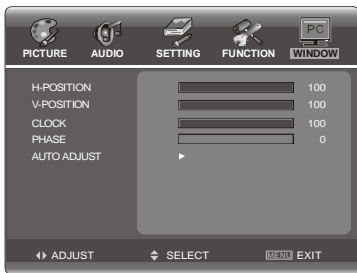 PC
PICTURE AUDIO SETTING FUNCTION WINDOW
H-POSITION 100
V-POSITION 100
CLOCK 100
PHASE 0
AUTO ADJUST
ADJUST SELECT MENU EXIT